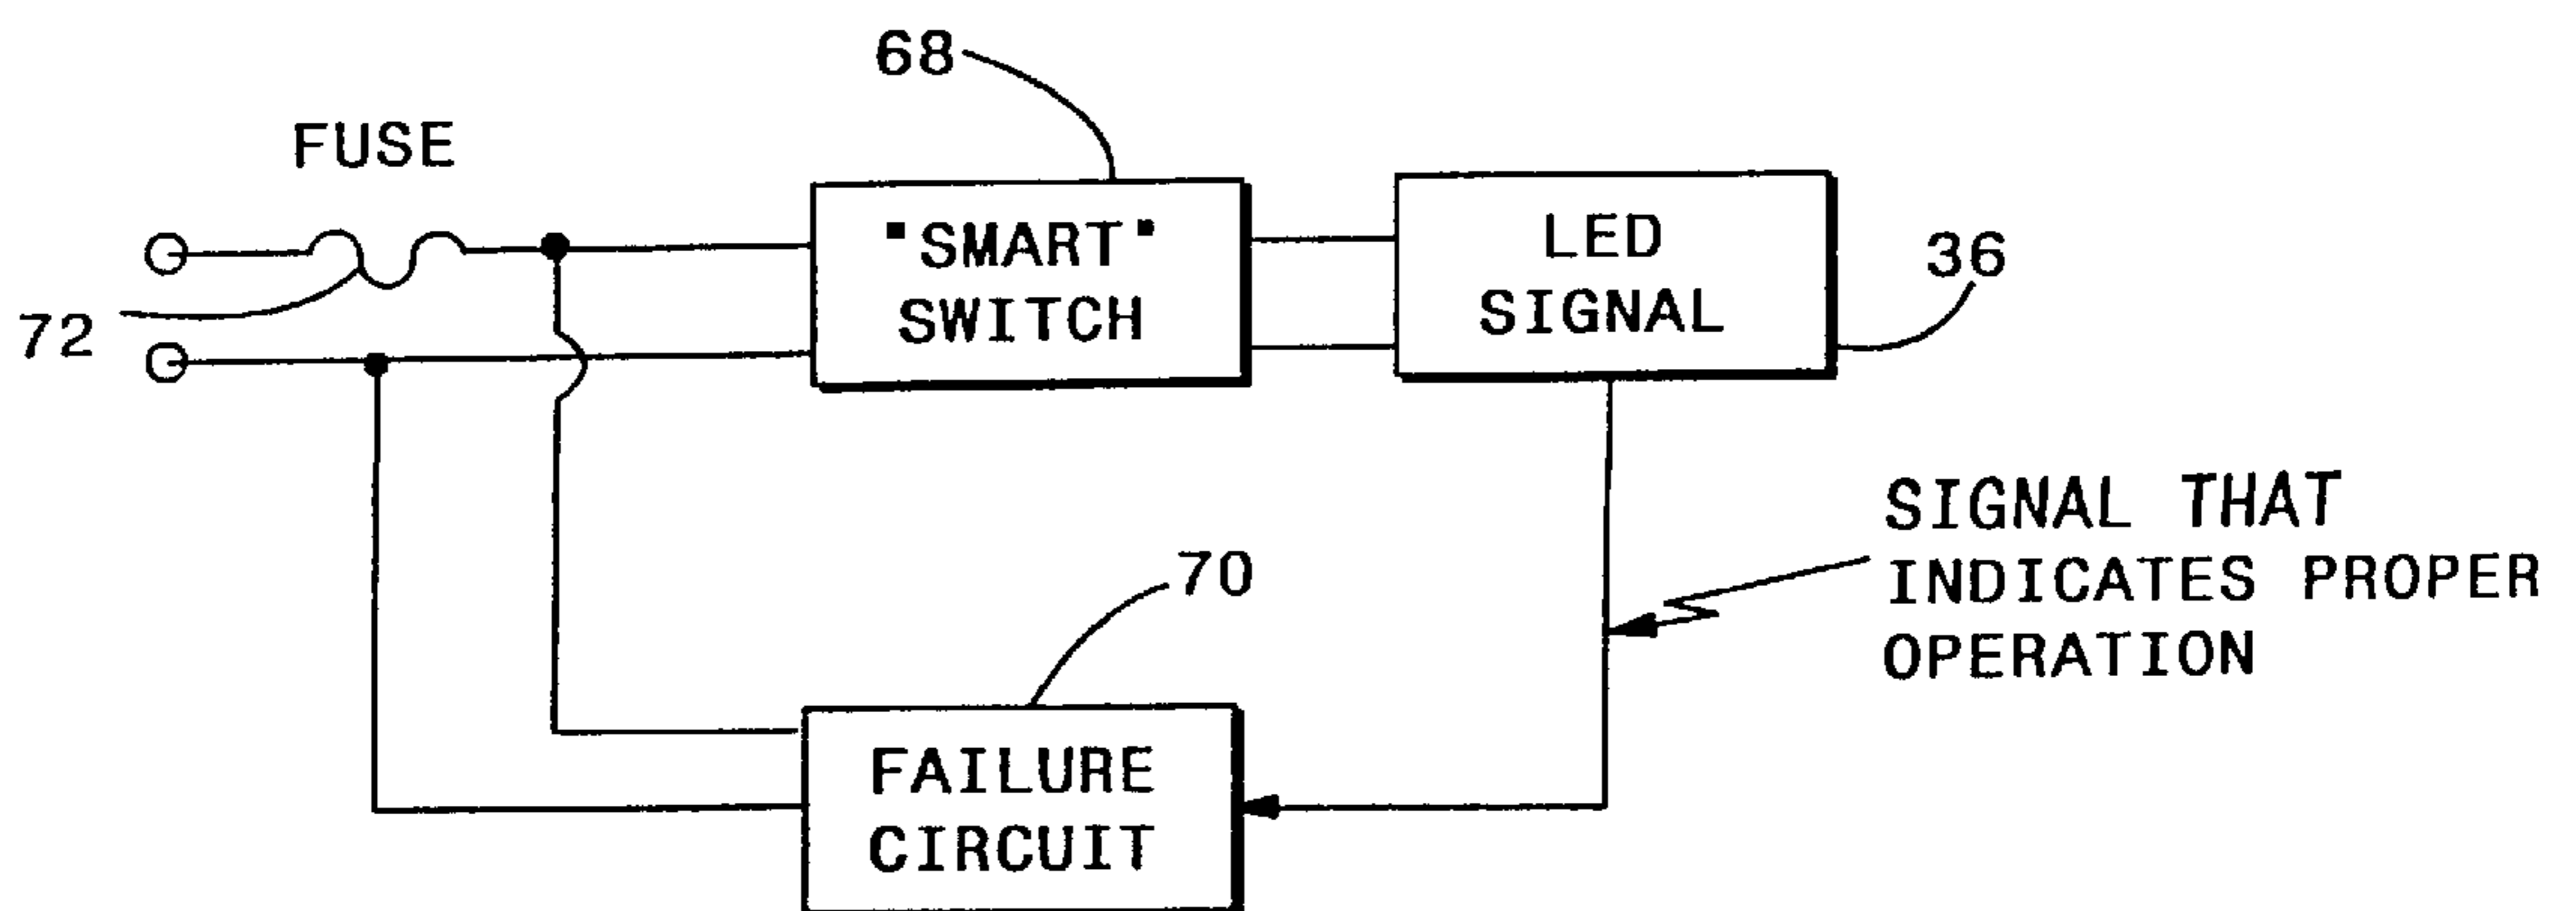 68
FUSE
"SMART"
SWITCH
LED
SIGNAL
36
72
SIGNAL THAT
INDICATES PROPER
OPERATION
70
FAILURE
CIRCUIT